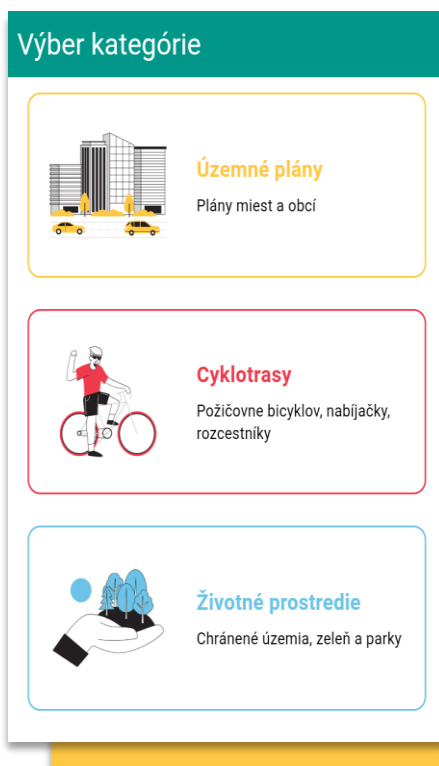 Výber kategórie
Územné plány
Plány miest a obcí
Cyklotrasy
Požičovne bicyklov, nabíjačky,
rozcestníky
Životné prostredie
Chránené územia, zeleň a parky